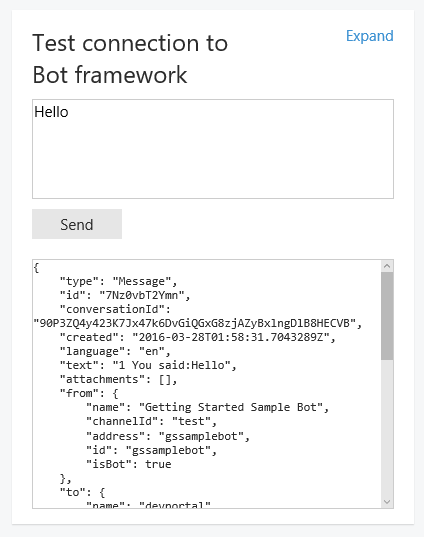 Test connection to
Bot framework
Expand
Hello
Send
{
    "type": "Message",
    "id": "7Nz0vbT2Ymn",
    "conversationId":
"90P3ZQ4y423K7Jx47k6DvGiQGxG8zjAZyBxlngDlB8HECVB",
    "created": "2016-03-28T01:58:31.7043289Z",
    "language": "en",
    "text": "1 You said:Hello",
    "attachments": [],
    "from": {
        "name": "Getting Started Sample Bot",
        "channelId": "test",
        "address": "gssamplebot",
        "id": "gssamplebot",
        "isBot": true
    },
    "to": {
        "name": "devportal"